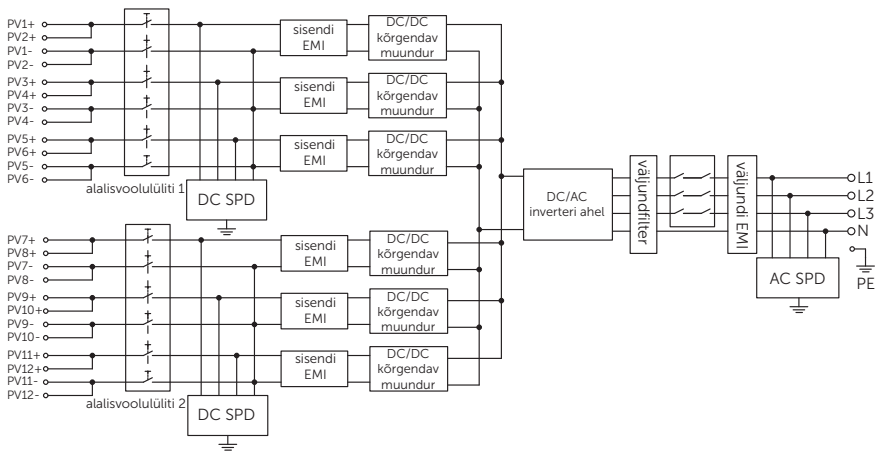 PV1+
PV2+
PV1-
PV2-
PV3+
PV4+
PV3-
PV4-
PV5+
PV6+
PV5-
PV6-
alalisvoolulüliti 1
DC SPD
sisendi
EMI
DC/DC
kõrgendav
muundur
sisendi
EMI
DC/DC
kõrgendav
muundur
sisendi
EMI
DC/DC
kõrgendav
muundur
PV7+
PV8+
PV7-
PV8-
PV9+
PV10+
PV9-
PV10-
PV11+
PV12+
PV11-
PV12-
alalisvoolulüliti 2
DC SPD
sisendi
EMI
DC/DC
kõrgendav
muundur
sisendi
EMI
DC/DC
kõrgendav
muundur
sisendi
EMI
DC/DC
kõrgendav
muundur
DC/AC
inverteri ahel
väljundfilter
väljundi EMI
L1
L2
L3
N
AC SPD
PE